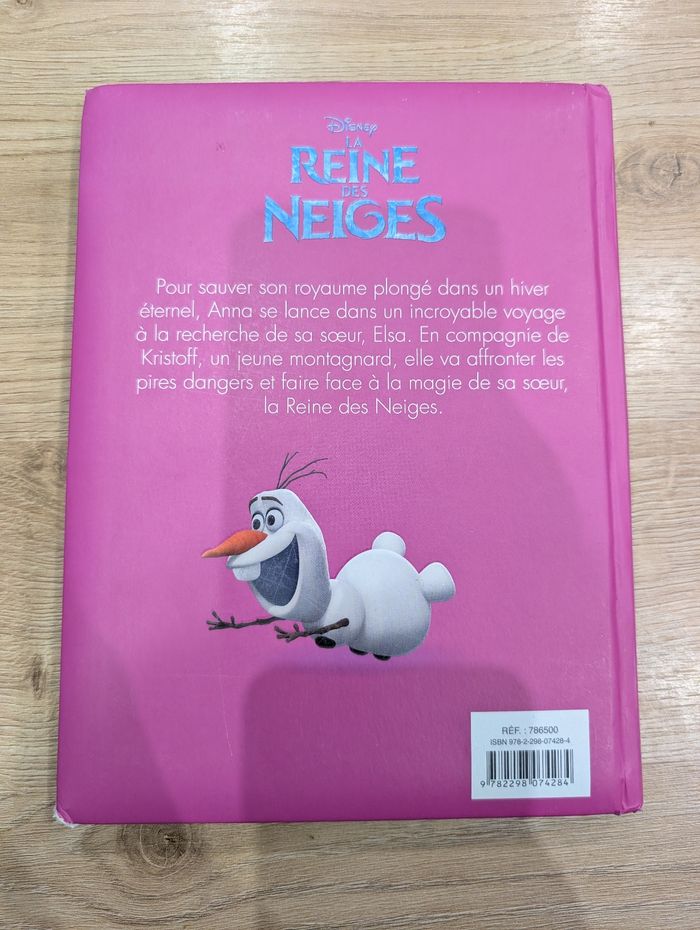 Disney
LA
REINE
DES
NEIGES
Pour sauver son royaume plongé dans un hiver
éternel, Anna se lance dans un incroyable voyage
à la recherche de sa sœur, Elsa. En compagnie de
Kristoff, un jeune montagnard, elle va affronter les
pires dangers et faire face à la magie de sa sœur,
la Reine des Neiges.
RÉF. : 786500
ISBN 978-2-298-07428-4
9 782298 074284